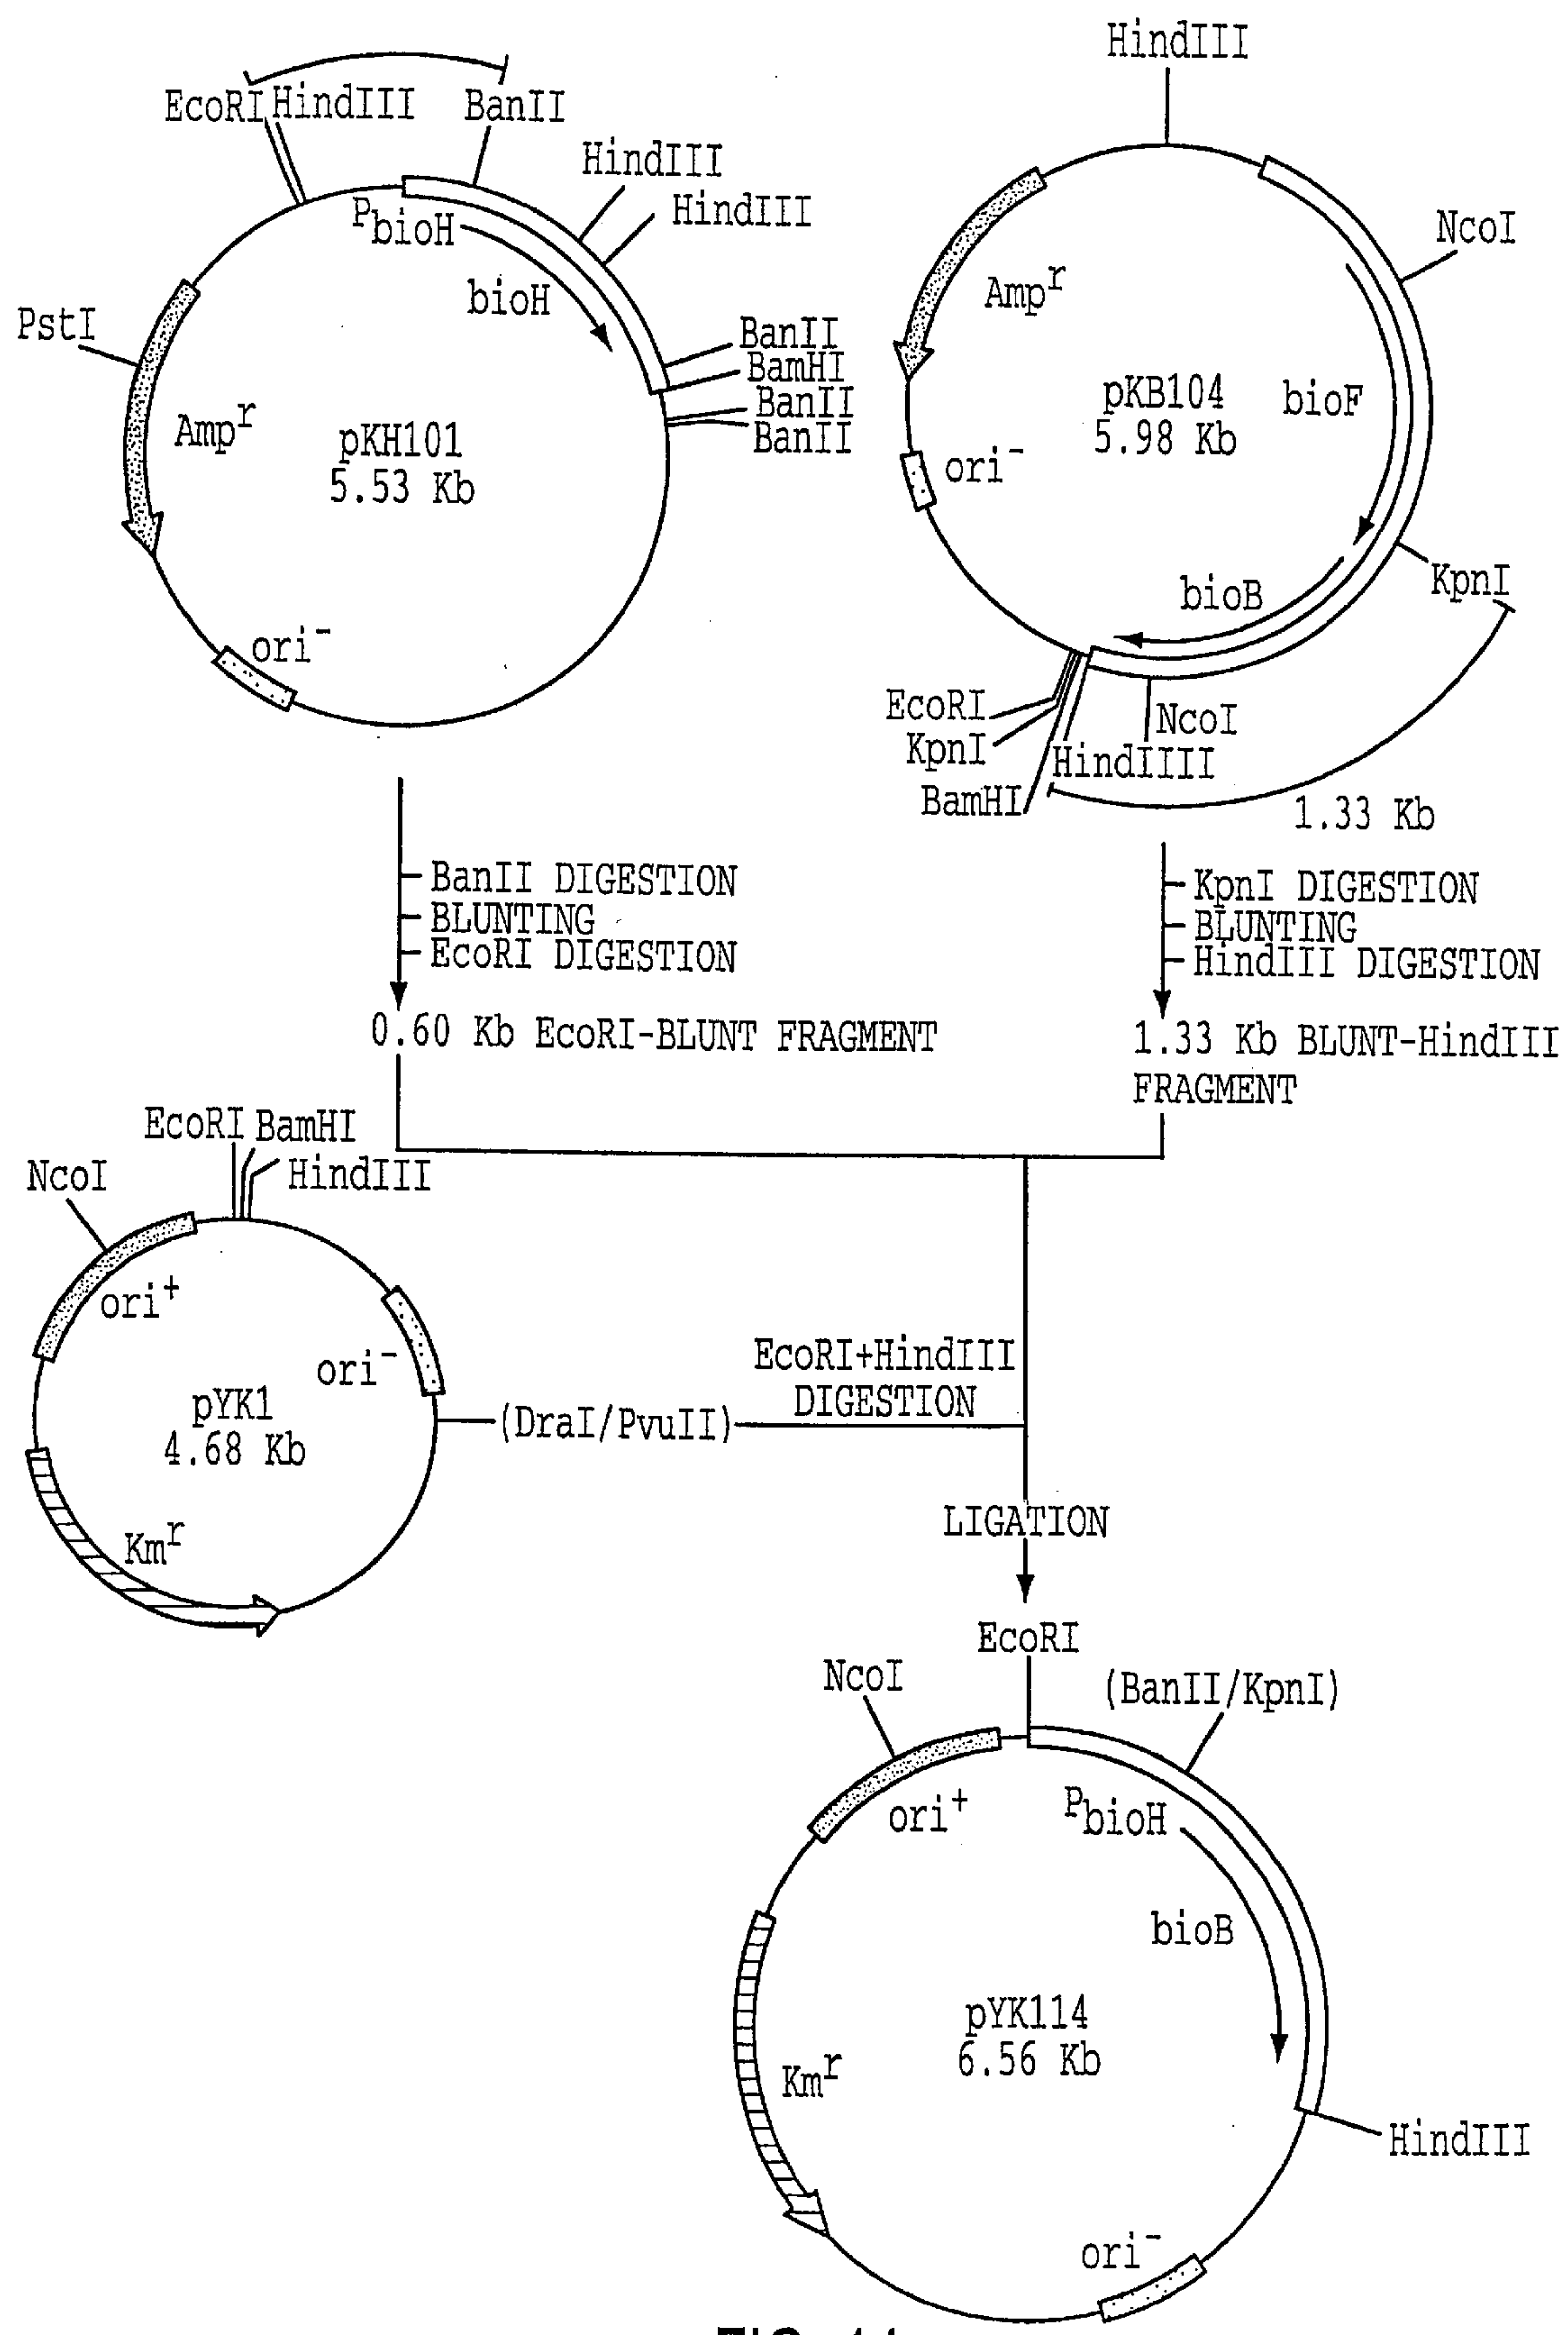 EcoRI HindIII BanII
HindIII
HindIII
PbioH
bioH
PstI
BanII
BamHI
BanII
BanII
Ampr
pKH101
5.53 Kb
ori-
HindIII
NcoI
Ampr
pKB104
5.98 Kb
bioF
ori-
KpnI
bioB
EcoRI
KpnI
BamHI
NcoI
HindIIII
1.33 Kb
BanII DIGESTION
BLUNTING
EcoRI DIGESTION
0.60 Kb EcoRI-BLUNT FRAGMENT
KpnI DIGESTION
BLUNTING
HindIII DIGESTION
1.33 Kb BLUNT-HindIII
FRAGMENT
EcoRI BamHI
HindIII
NcoI
ori+
ori-
pYK1
4.68 Kb
Kmr
(DraI/PvuII)
EcoRI+HindIII
DIGESTION
LIGATION
EcoRI
NcoI
(BanII/KpnI)
ori+
PbioH
bioB
pYK114
6.56 Kb
Kmr
HindIII
ori-